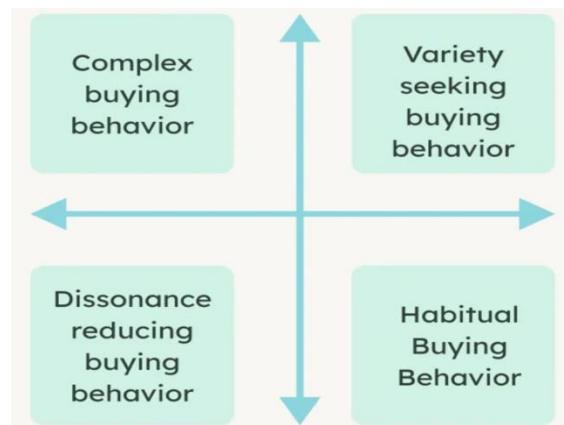 Complex
buying
behavior
Variety
seeking
buying
behavior
Dissonance
reducing
buying
behavior
Habitual
Buying
Behavior